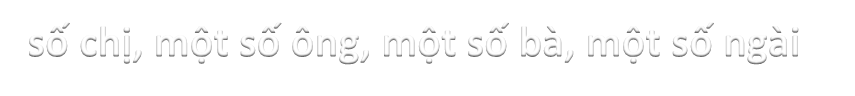 số chị, một số ông, một số bà, một số ngài